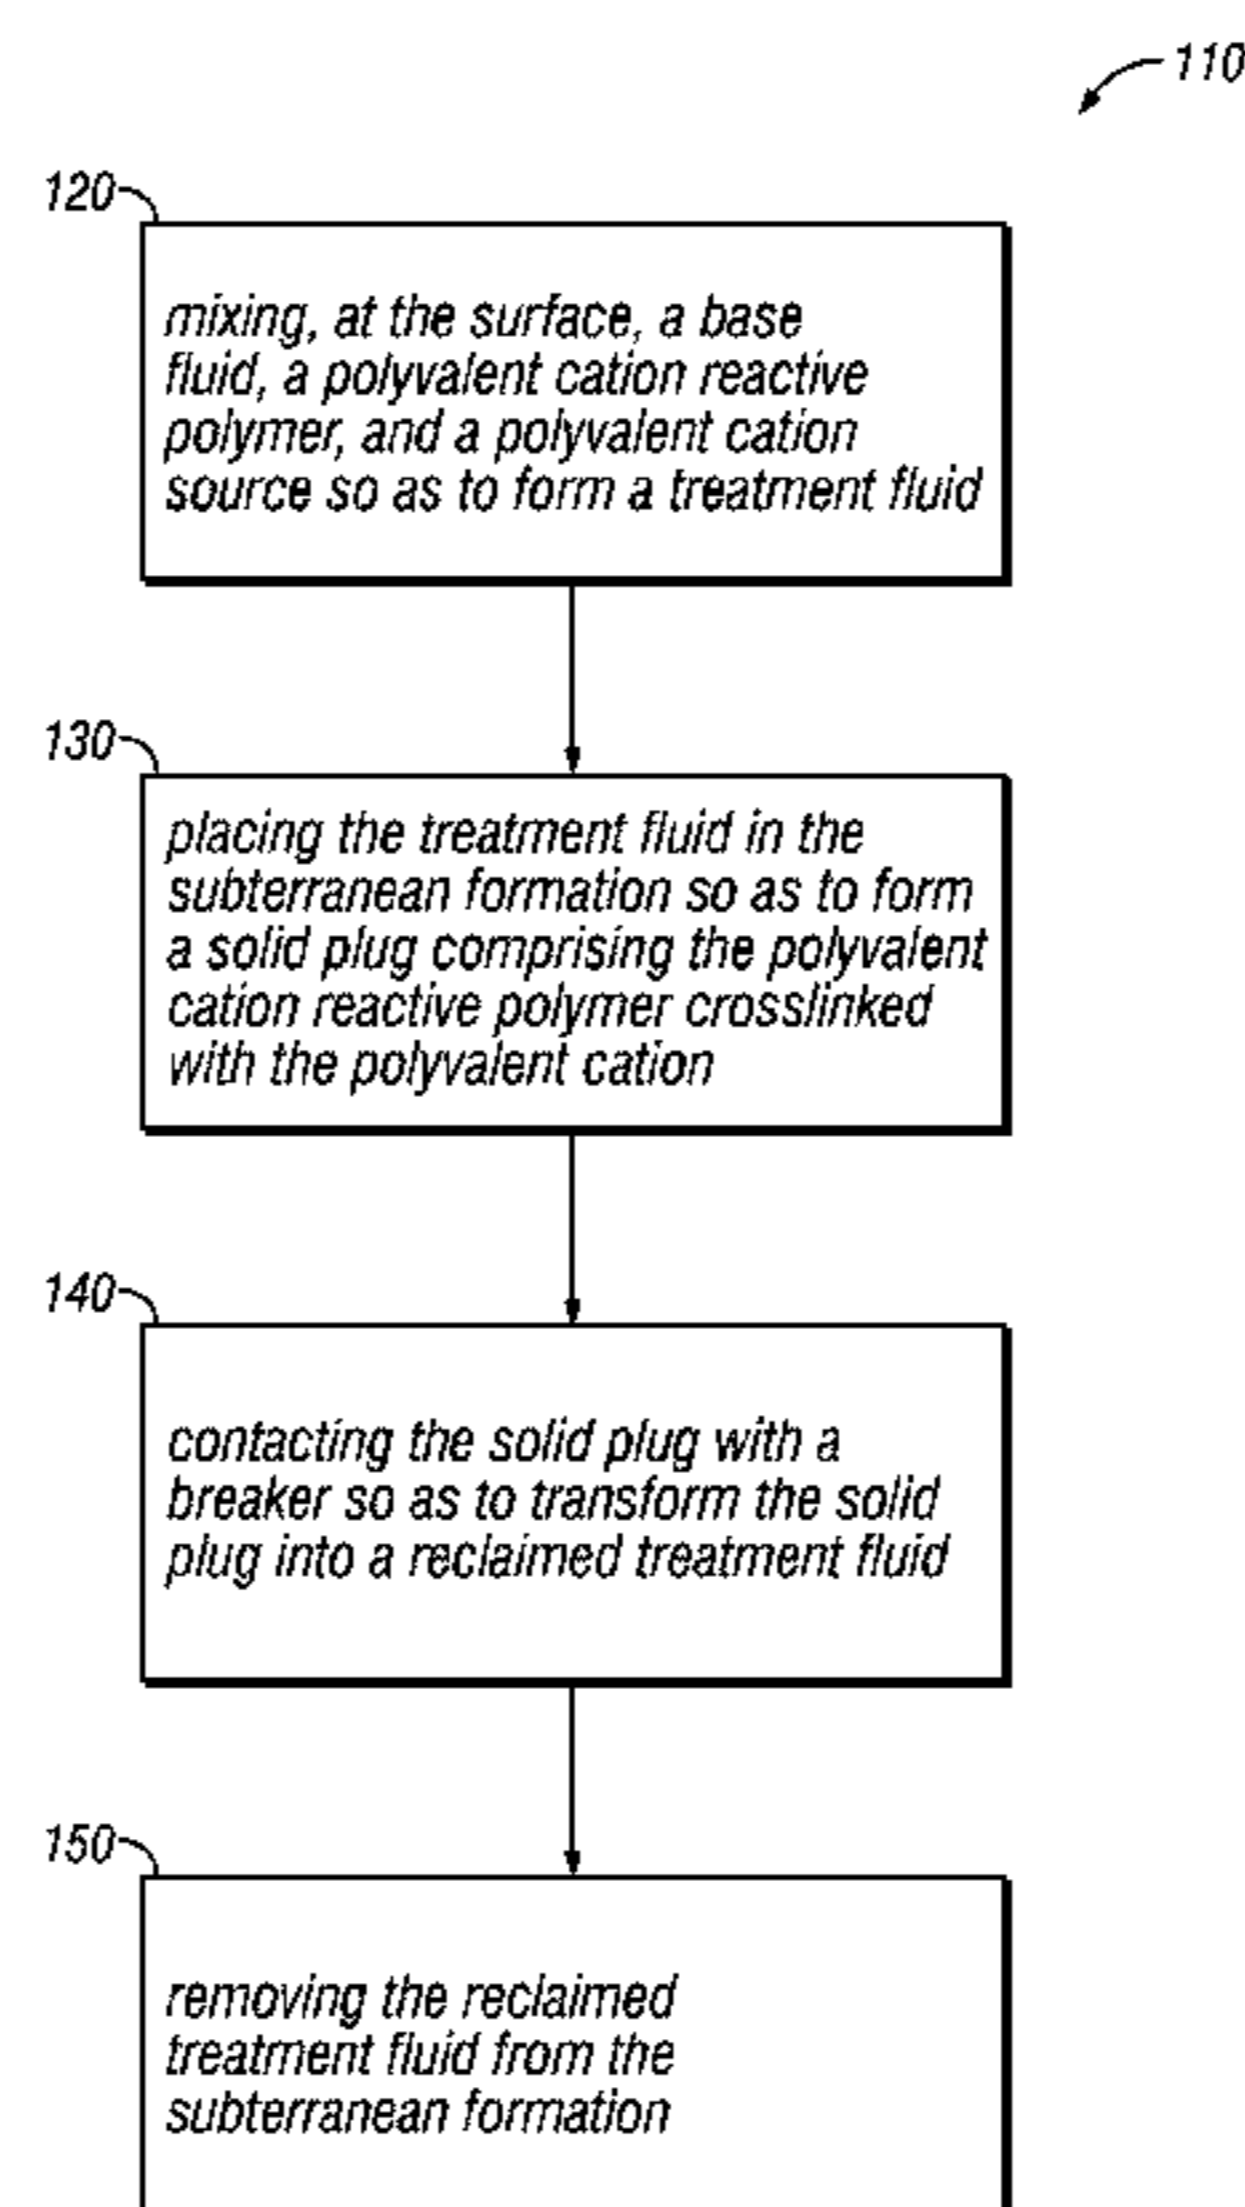 110
120
mixing, at the surface, a base
fluid, a polyvalent cation reactive
polymer, and a polyvalent cation
source so as to form a treatment fluid
130
placing the treatment fluid in the
subterranean formation so as to form
a solid plug comprising the polyvalent
cation reactive polymer crosslinked
with the polyvalent cation
140
contacting the solid plug with a
breaker so as to transform the solid
plug into a reclaimed treatment fluid
150
removing the reclaimed
treatment fluid from the
subterranean formation